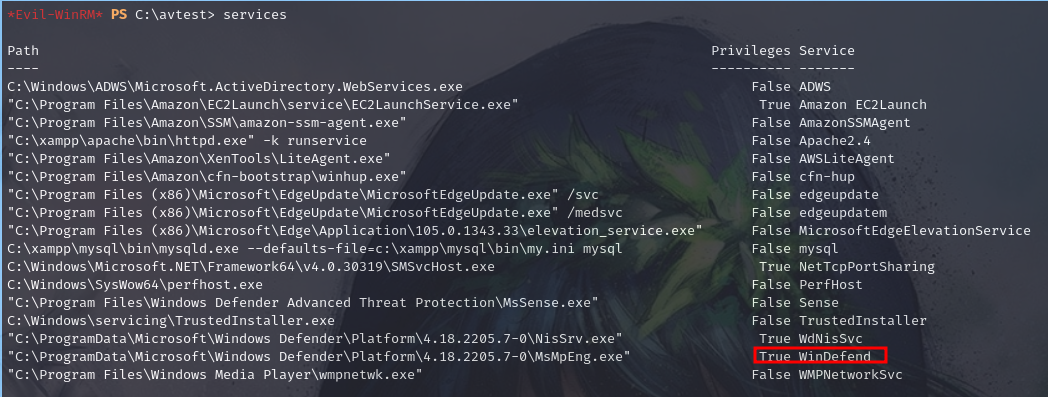 *Evil-WinRM* PS C:\avtest> services
Path Privileges Service
---- ---------- -------
C:\Windows\ADWS\Microsoft.ActiveDirectory.WebServices.exe False ADWS
"C:\Program Files\Amazon\EC2Launch\service\EC2LaunchService.exe" True Amazon EC2Launch
"C:\Program Files\Amazon\SSM\amazon-ssm-agent.exe" False AmazonSSMAgent
"C:\xampp\apache\bin\httpd.exe" -k runservice False Apache2.4
"C:\Program Files\Amazon\XenTools\LiteAgent.exe" False AWSLiteAgent
"C:\Program Files\Amazon\cfn-bootstrap\winhup.exe" False cfn-hup
"C:\Program Files (x86)\Microsoft\EdgeUpdate\MicrosoftEdgeUpdate.exe" /svc False edgeupdate
"C:\Program Files (x86)\Microsoft\EdgeUpdate\MicrosoftEdgeUpdate.exe" /medsvc False edgeupdatem
"C:\Program Files (x86)\Microsoft\Edge\Application\105.0.1343.33\elevation_service.exe" False MicrosoftEdgeElevationService
C:\xampp\mysql\bin\mysqld.exe --defaults-file=c:\xampp\mysql\bin\my.ini mysql False mysql
C:\Windows\Microsoft.NET\Framework64\v4.0.30319\SMSvcHost.exe True NetTcpPortSharing
C:\Windows\SysWow64\perfhost.exe False PerfHost
"C:\Program Files\Windows Defender Advanced Threat Protection\MsSense.exe" False Sense
C:\Windows\servicing\TrustedInstaller.exe False TrustedInstaller
"C:\ProgramData\Microsoft\Windows Defender\Platform\4.18.2205.7-0\NisSrv.exe" True WdNisSvc
"C:\ProgramData\Microsoft\Windows Defender\Platform\4.18.2205.7-0\MsMpEng.exe" True WinDefend
"C:\Program Files\Windows Media Player\wmpnetwk.exe" False WMPNetworkSvc